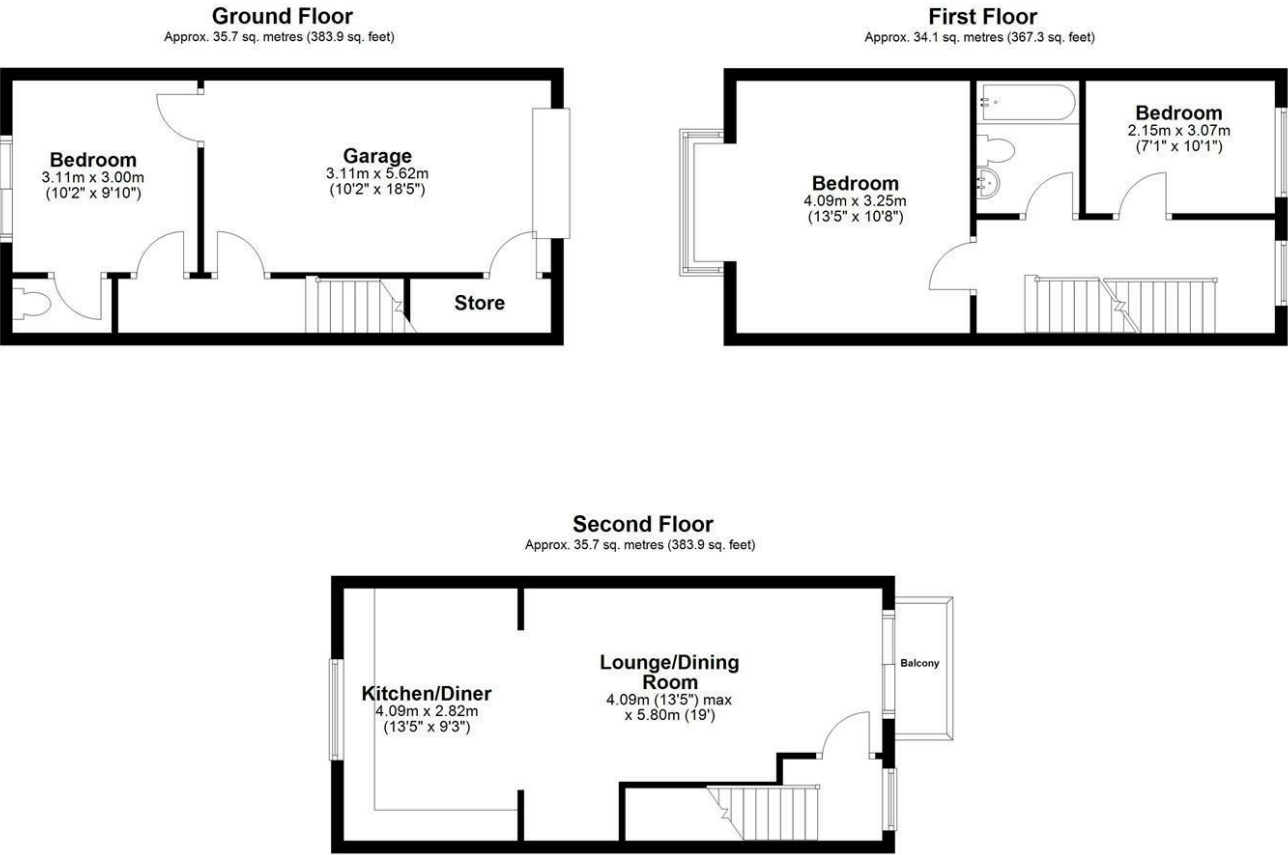 Ground Floor
Approx. 35.7 sq. metres (383.9 sq. feet)
Bedroom
3.11m x 3.00m
(10'2" x 9'10")
Garage
3.11m x 5.62m
(10'2" x 18'5")
Store
First Floor
Approx. 34.1 sq. metres (367.3 sq. feet)
Bedroom
4.09m x 3.25m
(13'5" x 10'8")
Bedroom
2.15m x 3.07m
(7'1" x 10'1")
Second Floor
Approx. 35.7 sq. metres (383.9 sq. feet)
Kitchen/Diner
4.09m x 2.82m
(13'5" x 9'3")
Lounge/Dining
Room
4.09m (13'5") max
x 5.80m (19')
Balcony